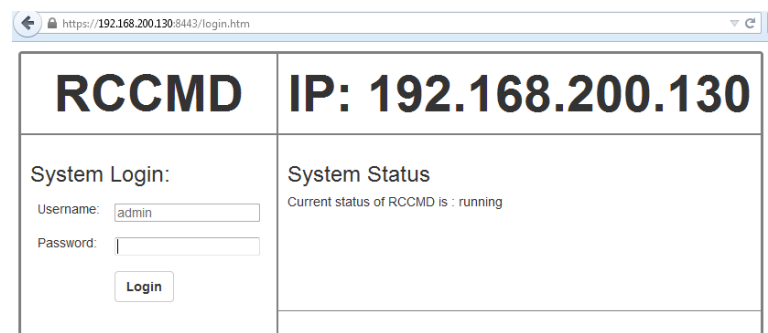 https://192.168.200.130:8443/login.htm
RCCMD
IP: 192.168.200.130
System Login:
Username: admin
Password:
Login
System Status
Current status of RCCMD is : running